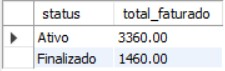 status total_faturado
Ativo 3360.00
Finalizado 1460.00